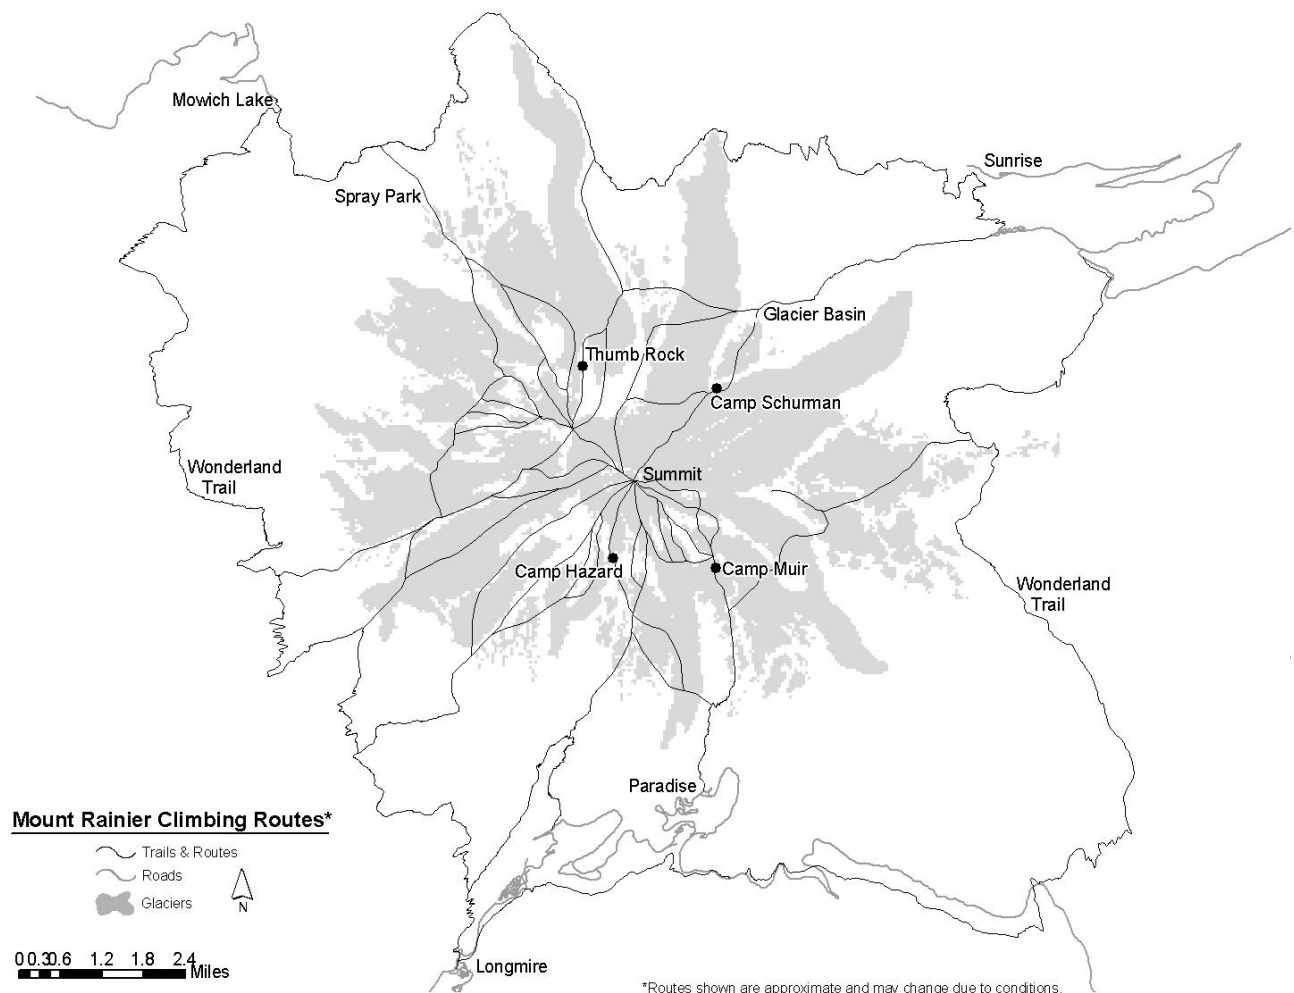 Mowich Lake
Sunrise
Spray Park
Glacier Basin
Thumb Rock
Camp Schurman
Wonderland
Trail
Summit
Camp Hazard
Camp Muir
Wonderland
Trail
Paradise
Mount Rainier Climbing Routes*
Trails & Routes
Roads
Glaciers
N
0 0.3 0.6 1.2 1.8 2.4
Miles
Longmire
*Routes shown are approximate and may change due to conditions.